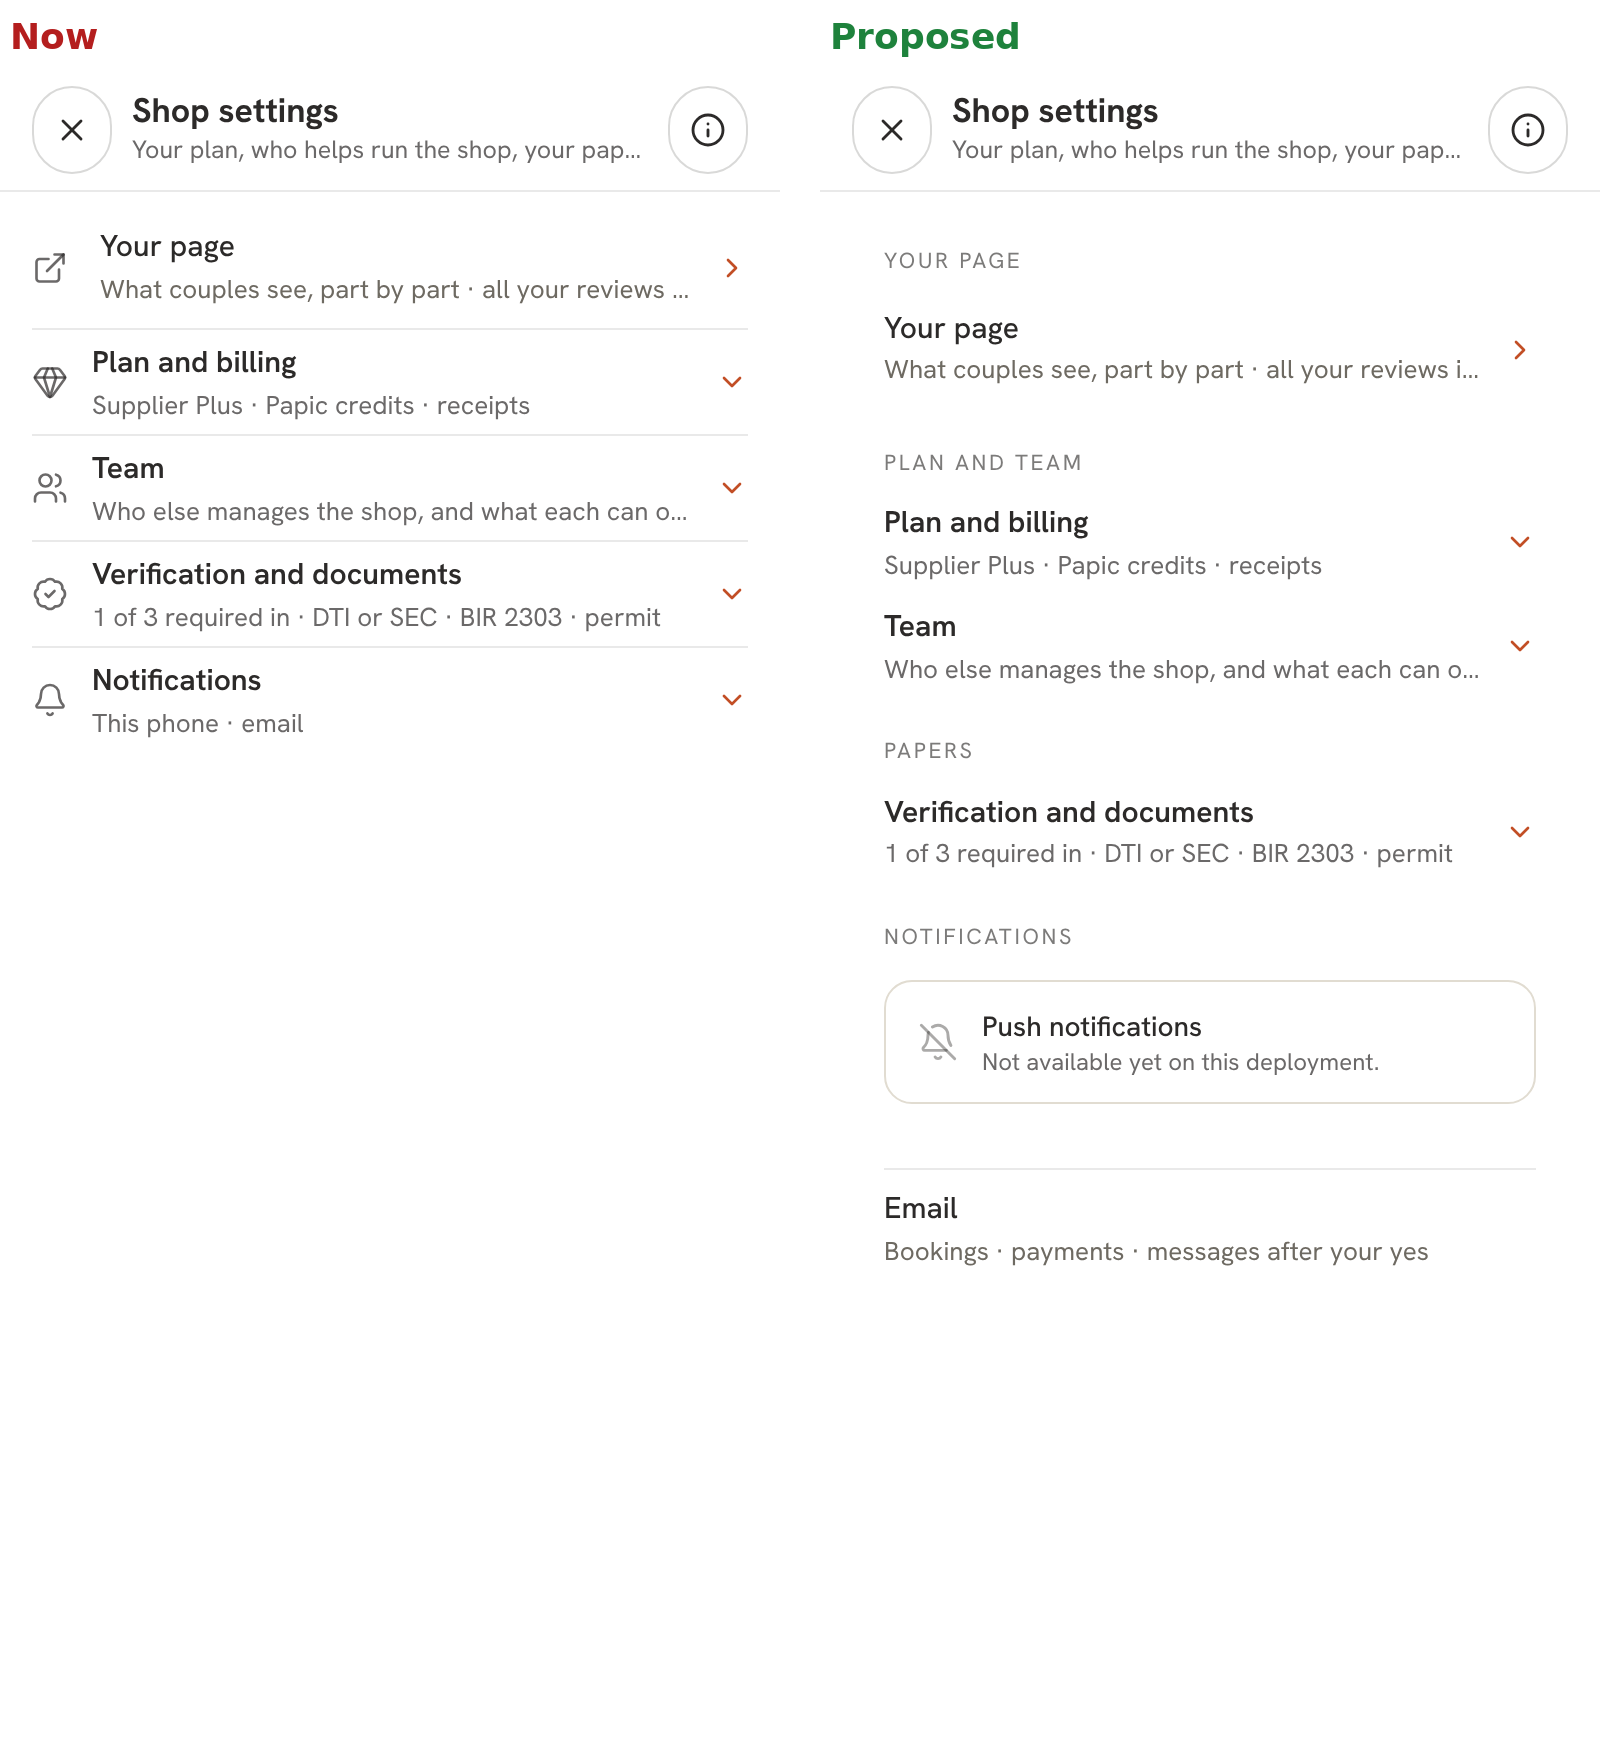 Now
Shop settings
Your plan, who helps run the shop, your pap...
Your page
What couples see, part by part · all your reviews ...
Plan and billing
Supplier Plus · Papic credits · receipts
Team
Who else manages the shop, and what each can o...
Verification and documents
1 of 3 required in · DTI or SEC · BIR 2303 · permit
Notifications
This phone · email
Proposed
Shop settings
Your plan, who helps run the shop, your pap...
YOUR PAGE
Your page
What couples see, part by part · all your reviews i...
PLAN AND TEAM
Plan and billing
Supplier Plus · Papic credits · receipts
Team
Who else manages the shop, and what each can o...
PAPERS
Verification and documents
1 of 3 required in · DTI or SEC · BIR 2303 · permit
NOTIFICATIONS
Push notifications
Not available yet on this deployment.
Email
Bookings · payments · messages after your yes